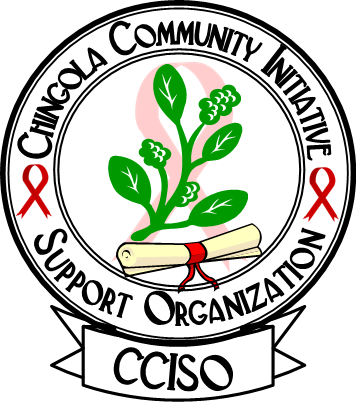 CHINGOLA COMMUNITY INITIATIVE
SUPPORT ORGANIZATION
CCISO